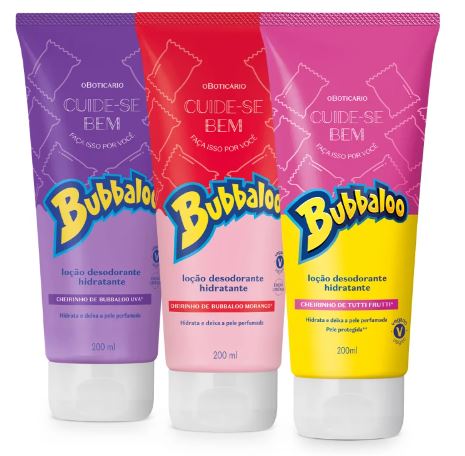 oBOTICÁRIO
CUIDE-SE
BEM
FAÇA ISSO POR VOCÊ
Bubbaloo
loção desodorante
hidratante
CHEIRINHO DE BUBBALOO UVA*
Hidrata e deixa a pele perfumada
200 ml
oBOTICÁRIO
CUIDE-SE
BEM
FAÇA ISSO POR VOCÊ
Bubbaloo
loção desodorante
hidratante
CHEIRINHO DE BUBBALOO MORANGO*
Hidrata e deixa a pele perfumada
200 ml
oBOTICÁRIO
CUIDE-SE
BEM
FAÇA ISSO POR VOCÊ
Bubbaloo
loção desodorante
hidratante
CHEIRINHO DE TUTTI FRUTTI*
Hidrata e deixa a pele perfumada
Pele protegida**
V
200ml